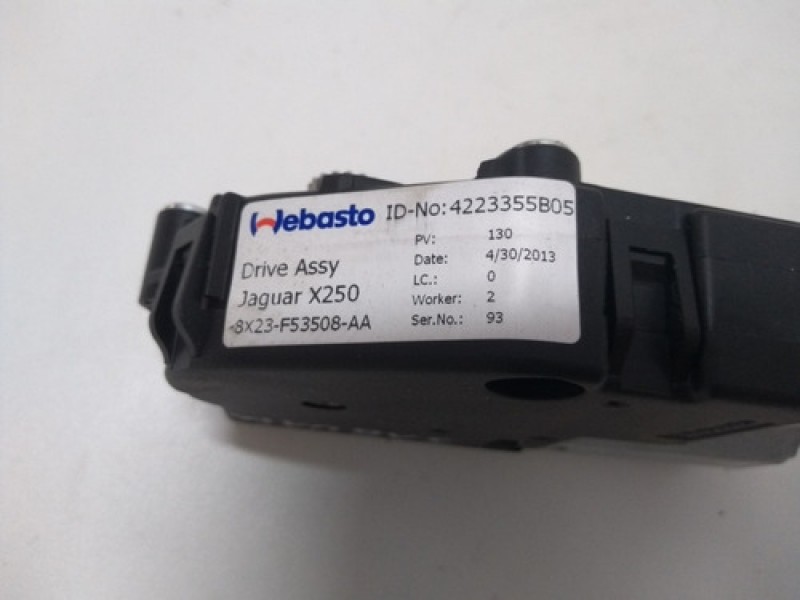 Webasto ID-No:4223355B05
Drive Assy
Jaguar X250
8X23-F53508-AA
PV: 130
Date: 4/30/2013
LC.: 0
Worker: 2
Ser.No.: 93